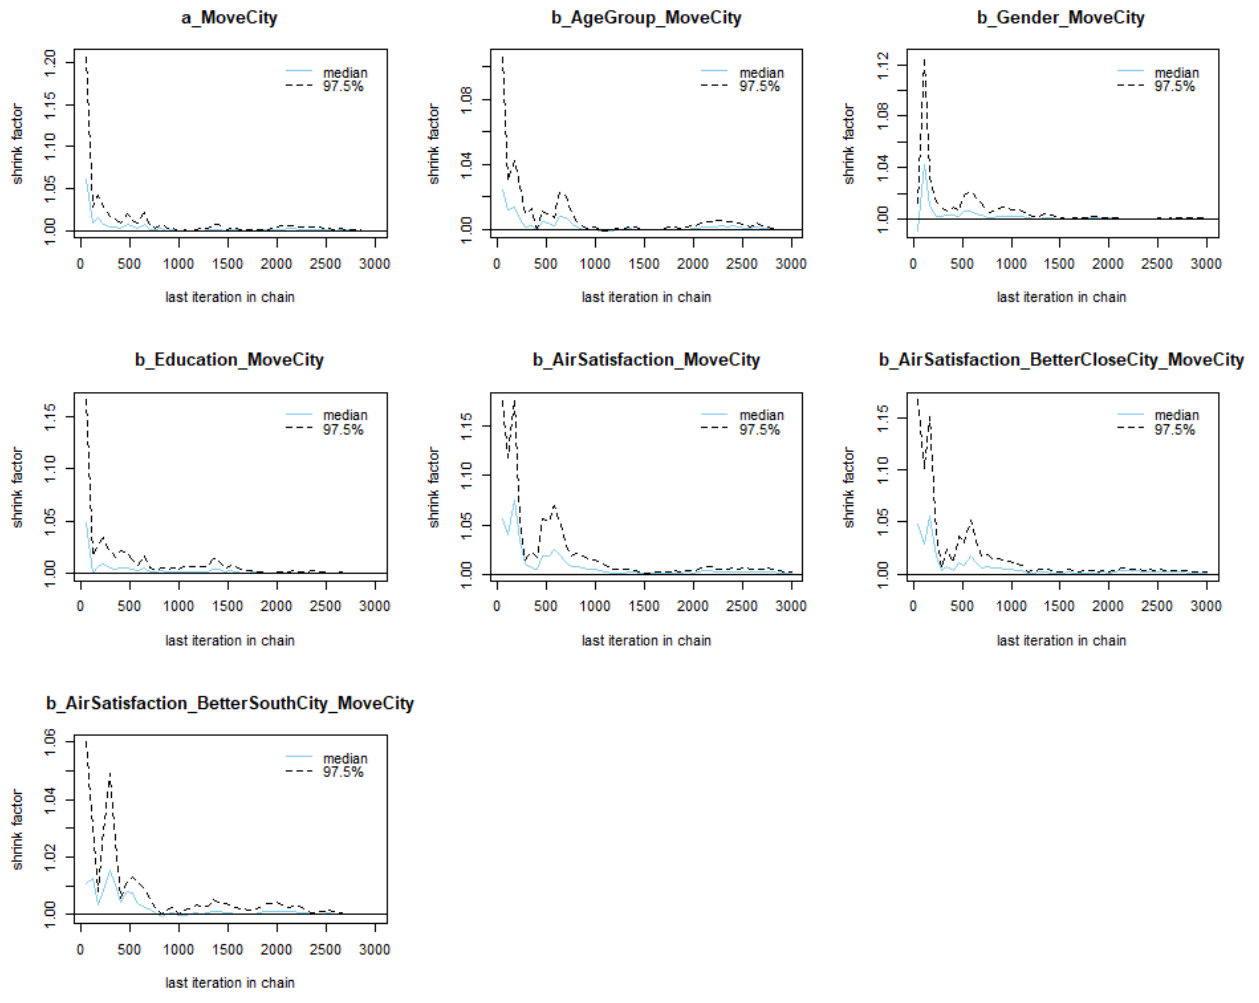 a_MoveCity
shrink factor
1.00 1.05 1.10 1.15 1.20
median
97.5%
0 500 1000 1500 2000 2500 3000
last iteration in chain
b_AgeGroup_MoveCity
shrink factor
1.00 1.04 1.08
median
97.5%
0 500 1000 1500 2000 2500 3000
last iteration in chain
b_Gender_MoveCity
shrink factor
1.00 1.04 1.08 1.12
median
97.5%
0 500 1000 1500 2000 2500 3000
last iteration in chain
b_Education_MoveCity
shrink factor
1.00 1.05 1.10 1.15
median
97.5%
0 500 1000 1500 2000 2500 3000
last iteration in chain
b_AirSatisfaction_MoveCity
shrink factor
1.00 1.05 1.10 1.15
median
97.5%
0 500 1000 1500 2000 2500 3000
last iteration in chain
b_AirSatisfaction_BetterCloseCity_MoveCity
shrink factor
1.00 1.05 1.10 1.15
median
97.5%
0 500 1000 1500 2000 2500 3000
last iteration in chain
b_AirSatisfaction_BetterSouthCity_MoveCity
shrink factor
1.00 1.02 1.04 1.06
median
97.5%
0 500 1000 1500 2000 2500 3000
last iteration in chain